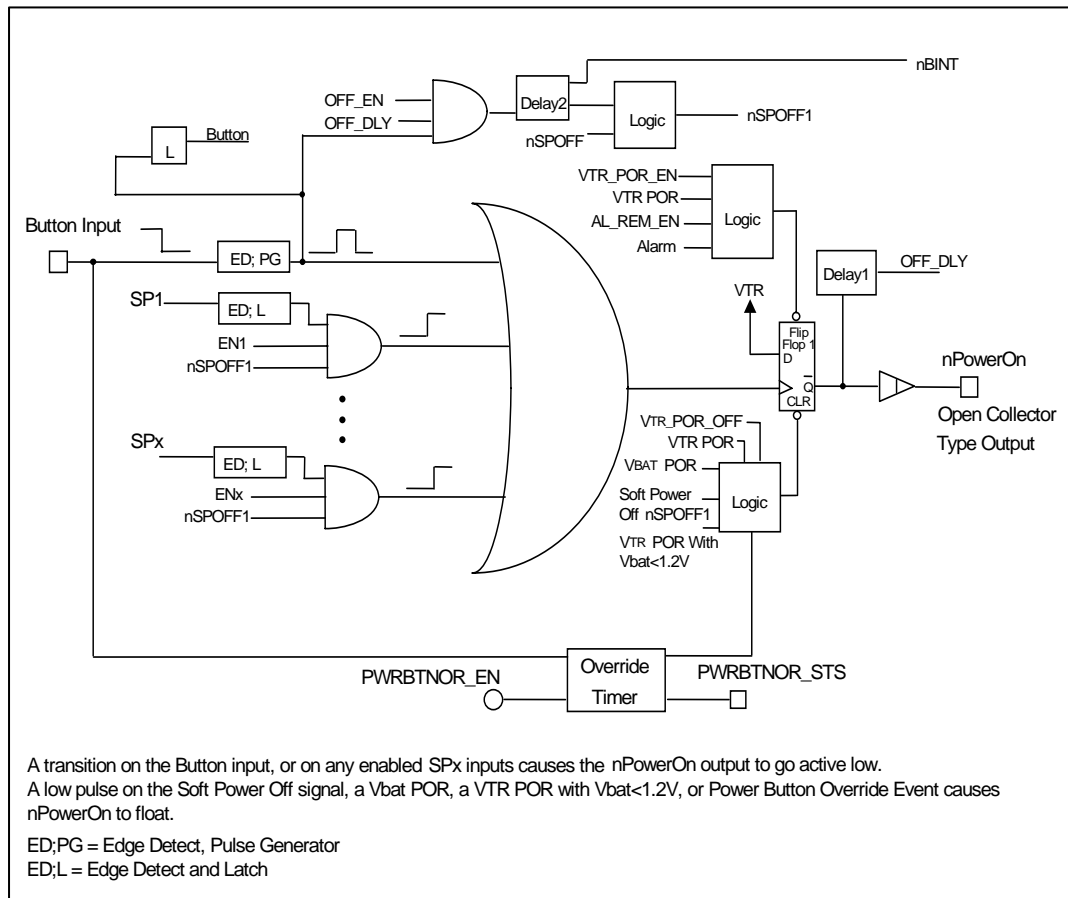 nBINT
OFF_EN
Delay2
OFF_DLY
Logic
nSPOFF1
nSPOFF
Button
L
VTR_POR_EN
VTR POR
AL_REM_EN
Alarm
Logic
Button Input
ED; PG
Delay1
OFF_DLY
SP1
ED; L
VTR
EN1
nSPOFF1
Flip
Flop 1
D
Q
CLR
nPowerOn
Open Collector
Type Output
SPx
ED; L
ENx
nSPOFF1
VTR_POR_OFF
VTR POR
VBAT POR
Soft Power
Off nSPOFF1
Logic
VTR POR With
Vbat<1.2V
PWRBTNOR_EN
Override
Timer
PWRBTNOR_STS
A transition on the Button input, or on any enabled SPx inputs causes the nPowerOn output to go active low.
A low pulse on the Soft Power Off signal, a Vbat POR, a VTR POR with Vbat<1.2V, or Power Button Override Event causes
nPowerOn to float.
ED;PG = Edge Detect, Pulse Generator
ED;L = Edge Detect and Latch